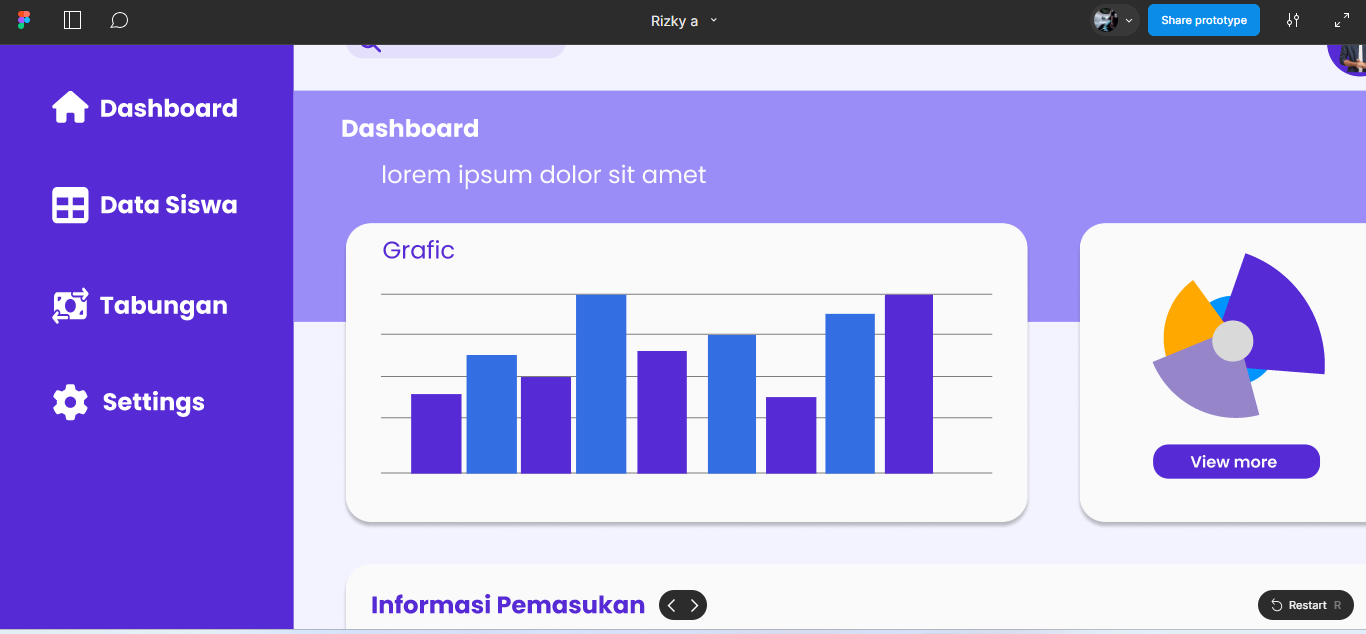 Rizky a
Share prototype
Dashboard
Data Siswa
Tabungan
Settings
Dashboard
lorem ipsum dolor sit amet
Grafic
View more
Informasi Pemasukan
Restart R